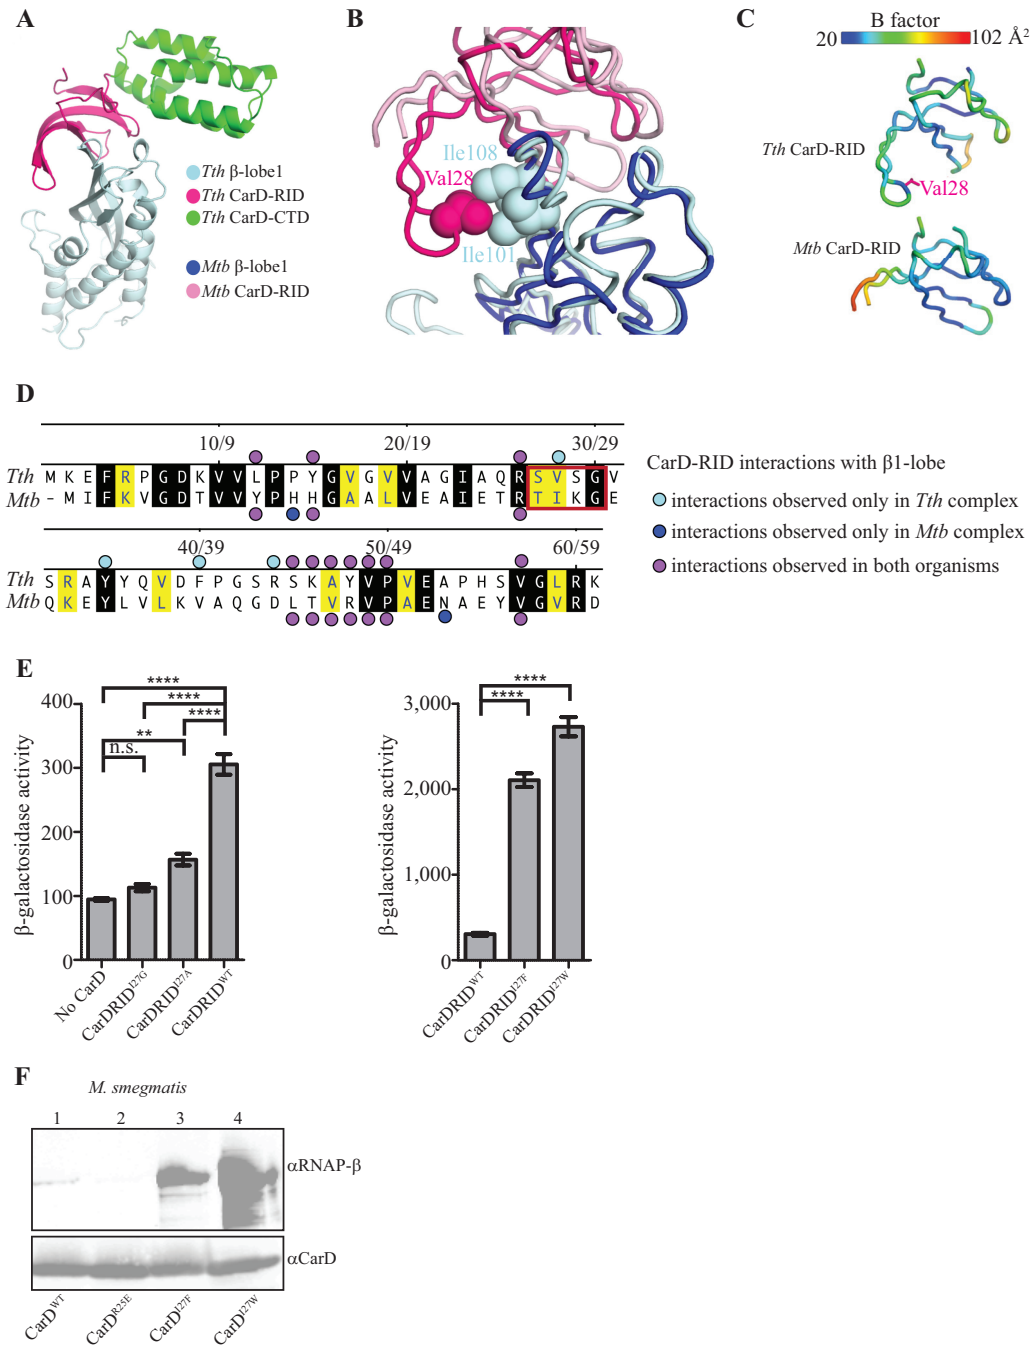 A
Tth β-lobe1
Tth CarD-RID
Tth CarD-CTD
Mtb β-lobe1
Mtb CarD-RID
B
Ile108
Val28
Ile101
C
B factor
20 102 Å2
Tth CarD-RID
Val28
Mtb CarD-RID
D
10/9 20/19 30/29
Tth M K E F R P G D K V V L P P Y G V G V V A G I A Q R S V S G V
Mtb - M I F K V G D T V V Y P H H G A A L V E A I E T R T I K G E
40/39 50/49 60/59
Tth S R A Y Y Q V D F P G S R S K A Y V P V E A P H S V G L R K
Mtb Q K E Y L V L K V A Q G D L T V R V P A E N A E Y V G V R D
CarD-RID interactions with β1-lobe
interactions observed only in Tth complex
interactions observed only in Mtb complex
interactions observed in both organisms
E
β-galactosidase activity
400
300
200
100
0
****
****
** ****
n.s.
No CarD
CarDRID I27G
CarDRID I27A
CarDRID WT
β-galactosidase activity
3,000
2,000
1,000
0
****
****
CarDRID WT
CarDRID I27F
CarDRID I27W
F
M. smegmatis
1 2 3 4
αRNAP-β
αCarD
CarD WT
CarD R25E
CarD I27F
CarD I27W